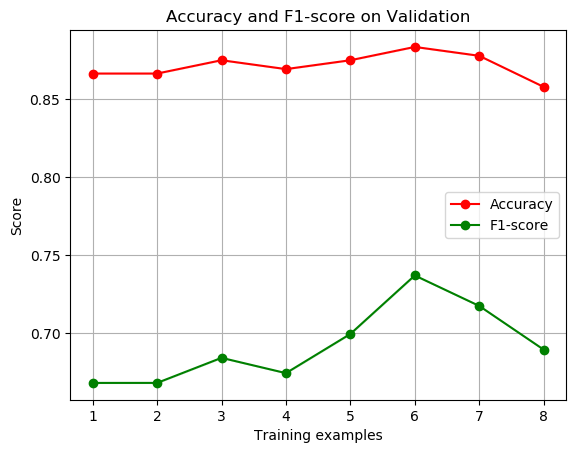 Accuracy and F1-score on Validation
0.85
0.80
0.75
0.70
Score
Accuracy
F1-score
1 2 3 4 5 6 7 8
Training examples